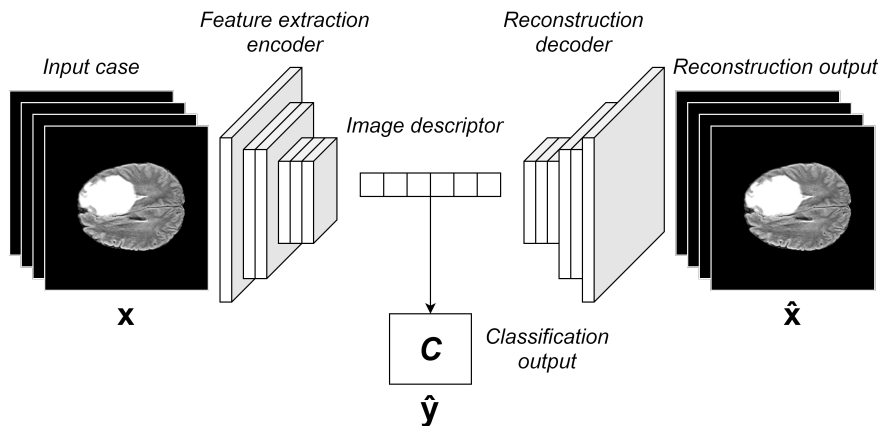 Feature extraction
encoder
Reconstruction
decoder
Input case
Reconstruction output
Image descriptor
x
x̂
C
Classification
output
ŷ